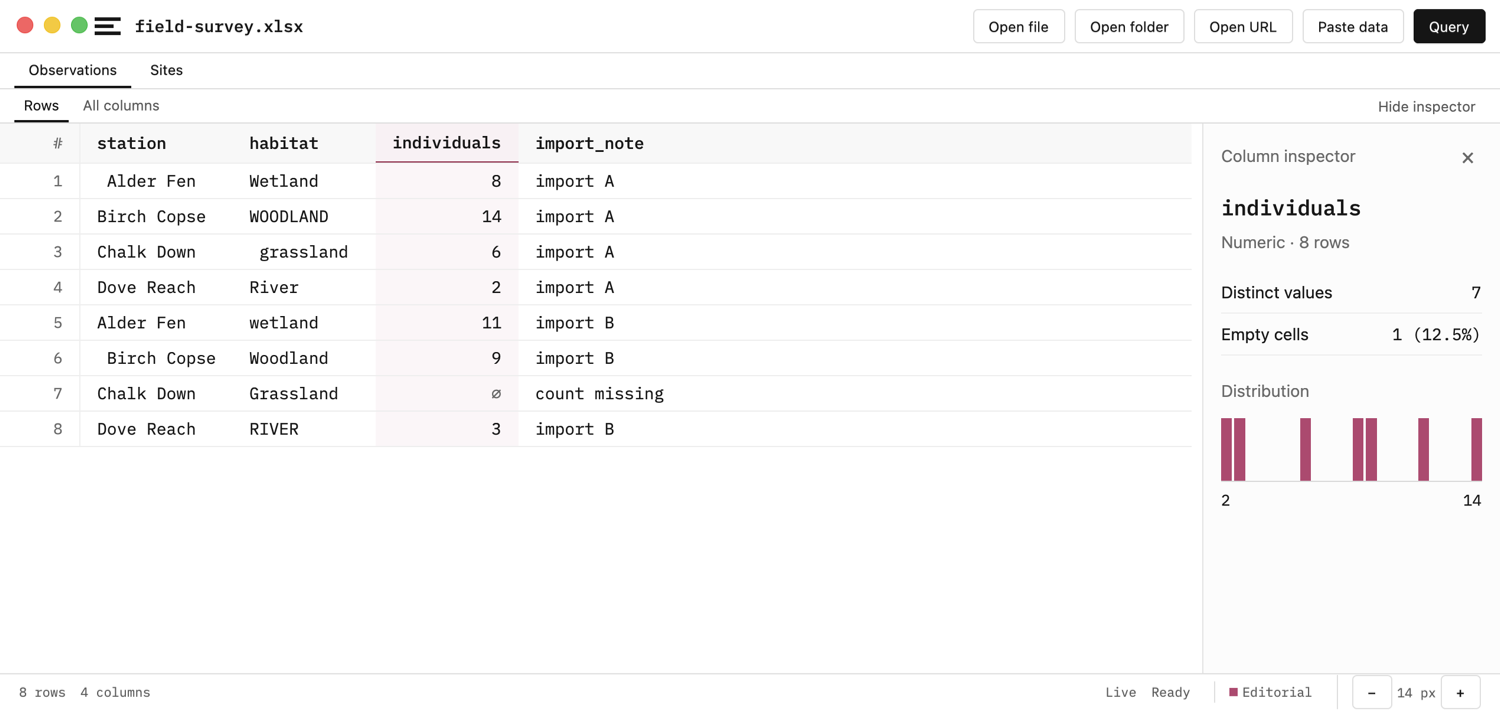 field-survey.xlsx Open file Open folder Open URL Paste data Query
Observations Sites
Rows All columns Hide inspector
# station habitat individuals import_note
1 Alder Fen Wetland 8 import A
2 Birch Copse WOODLAND 14 import A
3 Chalk Down grassland 6 import A
4 Dove Reach River 2 import A
5 Alder Fen wetland 11 import B
6 Birch Copse Woodland 9 import B
7 Chalk Down Grassland ∅ count missing
8 Dove Reach RIVER 3 import B
Column inspector ×
individuals
Numeric · 8 rows
Distinct values 7
Empty cells 1 (12.5%)
Distribution
2 14
8 rows 4 columns Live Ready Editorial − 14 px +